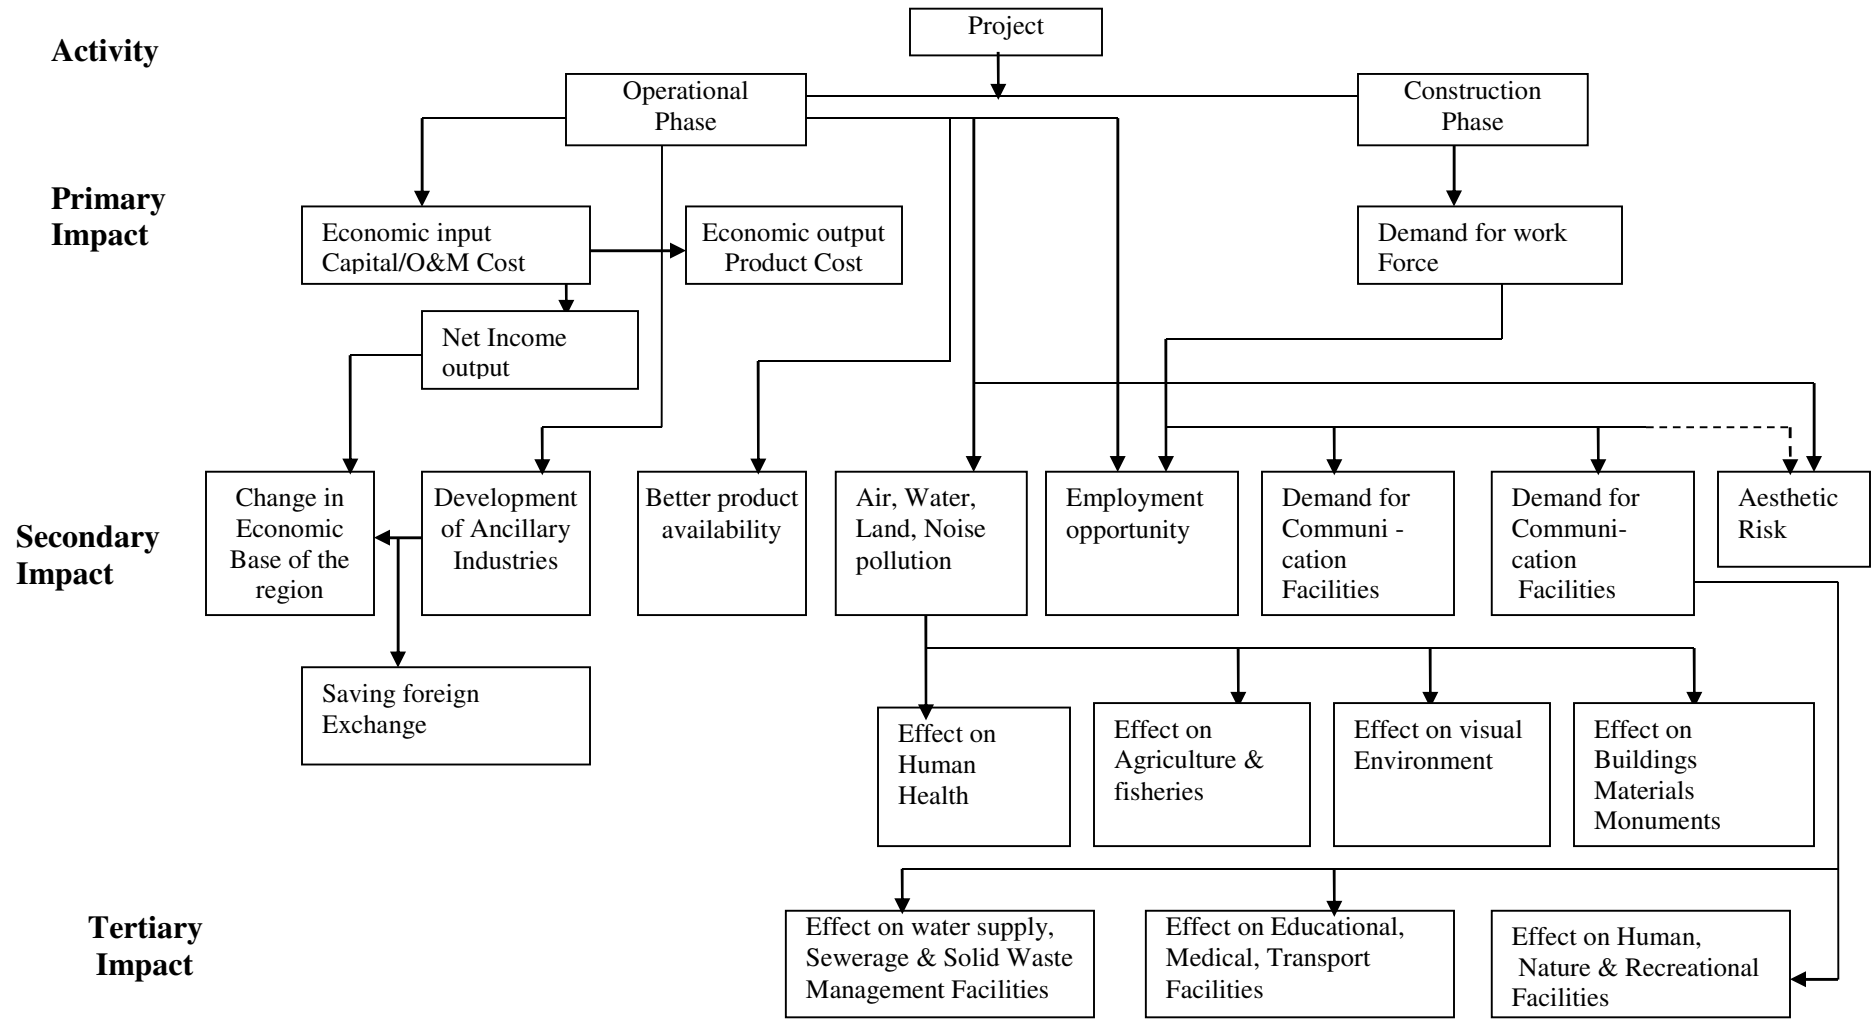 Project
Activity
Operational
Phase
Construction
Phase
Primary
Impact
Economic input
Capital/O&M Cost
Economic output
Product Cost
Demand for work
Force
Net Income
output
Secondary
Impact
Change in
Economic
Base of the
region
Development
of Ancillary
Industries
Better product
availability
Air, Water,
Land, Noise
pollution
Employment
opportunity
Demand for
Communi -
cation
Facilities
Demand for
Communi-
cation
Facilities
Aesthetic
Risk
Saving foreign
Exchange
Effect on
Human
Health
Effect on
Agriculture &
fisheries
Effect on visual
Environment
Effect on
Buildings
Materials
Monuments
Tertiary
Impact
Effect on water supply,
Sewerage & Solid Waste
Management Facilities
Effect on Educational,
Medical, Transport
Facilities
Effect on Human,
Nature & Recreational
Facilities